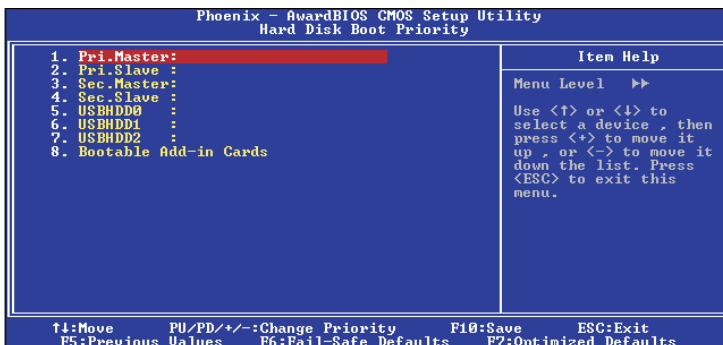 Phoenix - AwardBIOS CMOS Setup Utility
Hard Disk Boot Priority
1. Pri.Master:
2. Pri.Slave :
3. Sec.Master:
4. Sec.Slave :
5. USBHDD0 :
6. USBHDD1 :
7. USBHDD2 :
8. Bootable Add-in Cards
Item Help
Menu Level ▸▸
Use <↑> or <↓> to
select a device , then
press <+> to move it
up , or <-> to move it
down the list. Press
<ESC> to exit this
menu.
↑↓:Move PU/PD/+/-:Change Priority F10:Save ESC:Exit
F5:Previous Values F6:Fail-Safe Defaults F7:Optimized Defaults